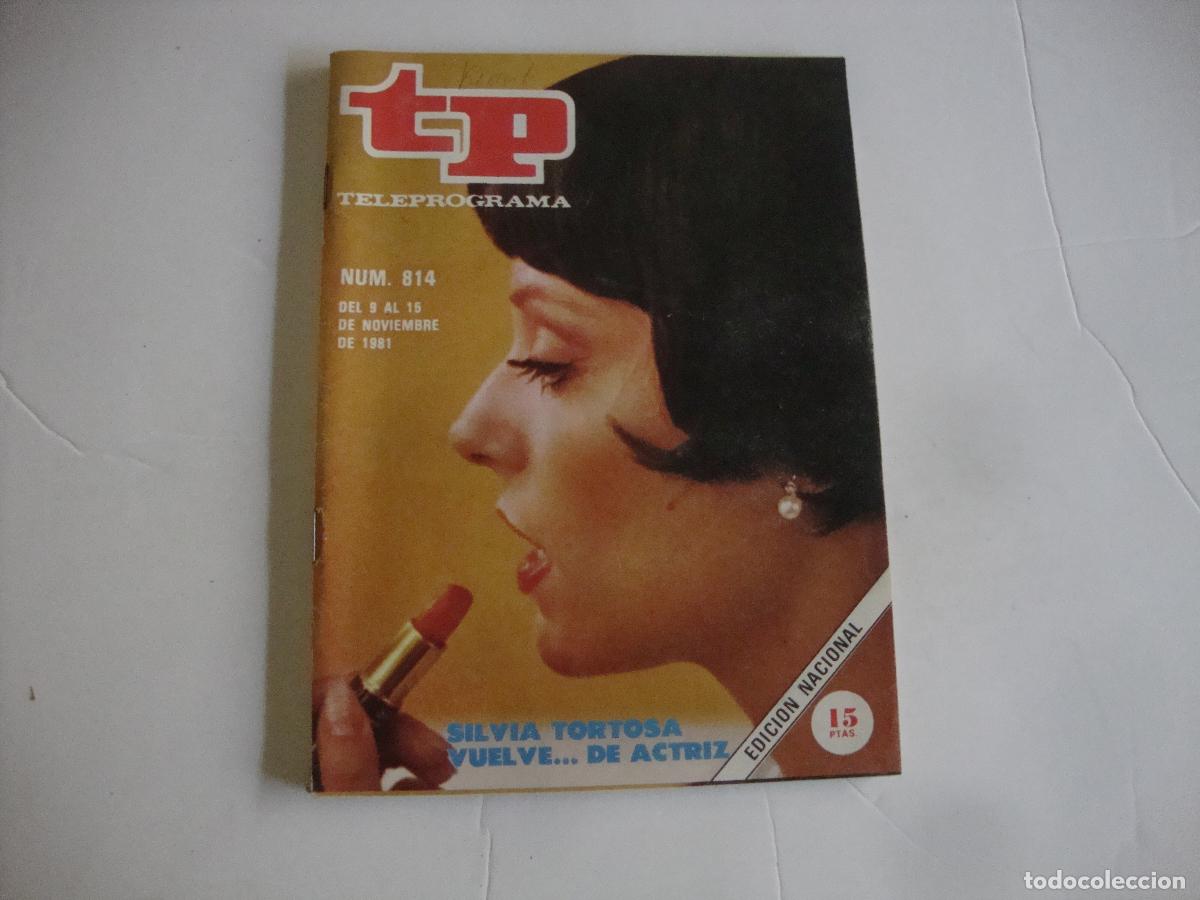 tp
TELEPROGRAMA
NUM. 814
DEL 9 AL 15
DE NOVIEMBRE
DE 1981
SILVIA TORTOSA
VUELVE... DE ACTRIZ
EDICION NACIONAL
15
PTAS.
todocoleccion